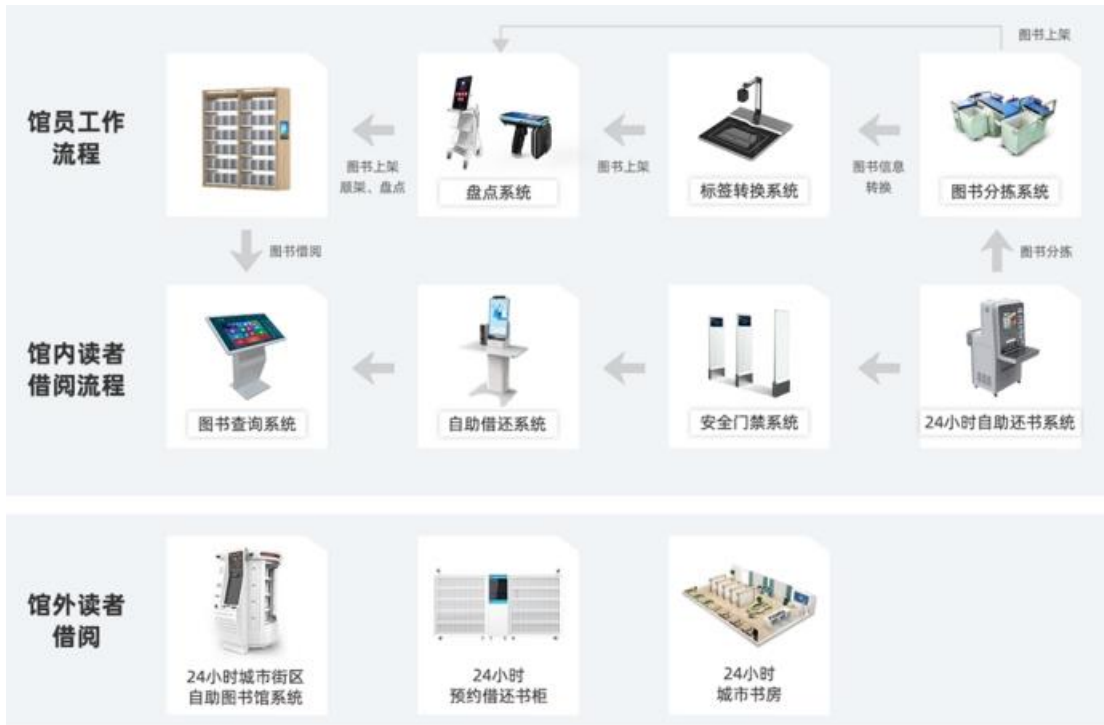 图书上架
馆员工作
流程
图书上架
顺架、盘点
盘点系统
图书上架
标签转换系统
图书信息
转换
图书分拣系统
图书借阅
图书分拣
馆内读者
借阅流程
图书查询系统
自助借还系统
安全门禁系统
24小时自助还书系统
馆外读者
借阅
24小时城市街区
自助图书馆系统
24小时
预约借还书柜
24小时
城市书房